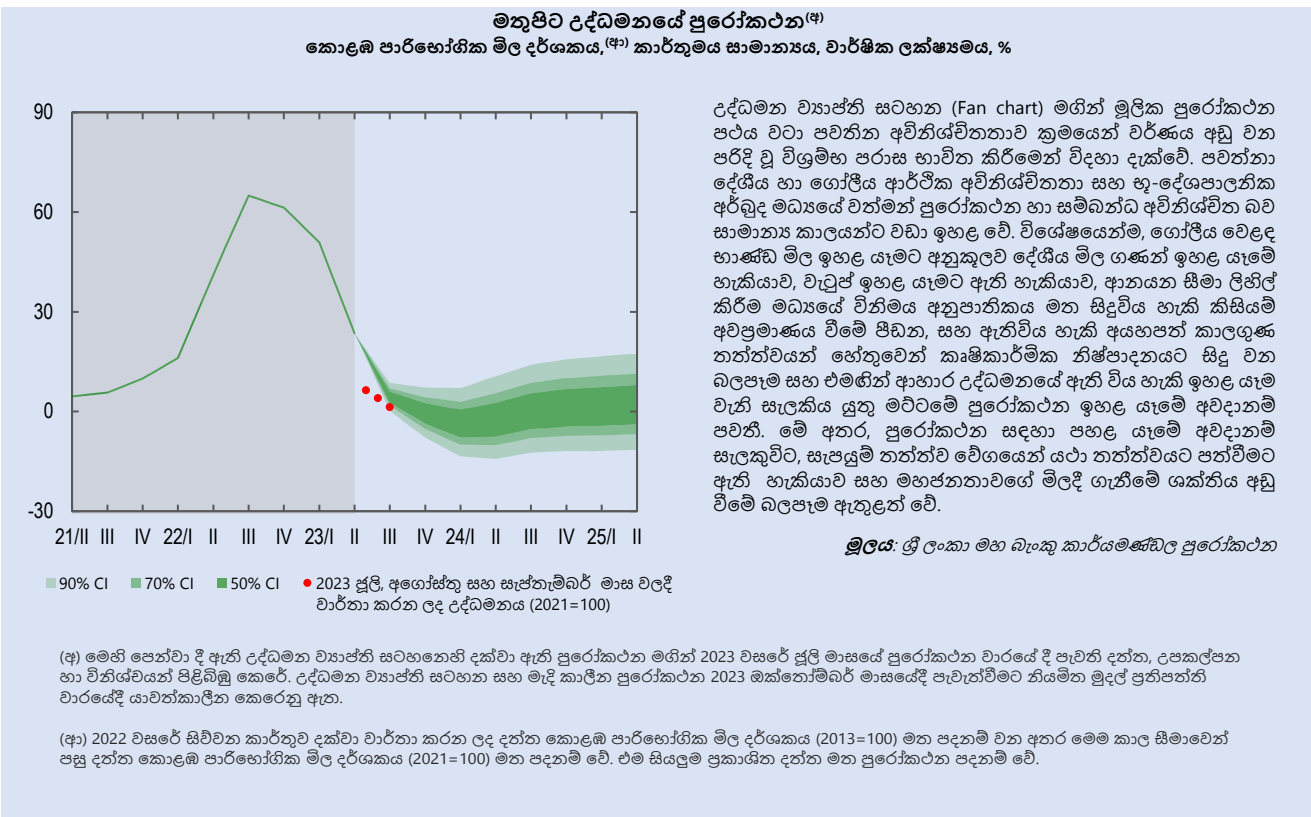 මතුපිට උද්ධමනයේ පුරෝකථන(අ)
කොළඹ පාරිභෝගික මිල දර්ශකය,(ආ) කාර්තුමය සාමාන්‍යය, වාර්ෂික ලක්ෂ්‍යමය, %
90
60
30
0
-30
21/II III IV 22/I II III IV 23/I II III IV 24/I II III IV 25/I II
90% CI 70% CI 50% CI 2023 ජූලි, අගෝස්තු සහ සැප්තැම්බර් මාස වලදී
වාර්තා කරන ලද උද්ධමනය (2021=100)
උද්ධමන ව්‍යාප්ති සටහන (Fan chart) මගින් මූලික පුරෝකථන
පථය වටා පවතින අවිනිශ්චිතතාව ක්‍රමයෙන් වර්ණය අඩු වන
පරිදි වූ විශ්‍රම්භ පරාස භාවිත කිරීමෙන් විදහා දැක්වේ. පවත්නා
දේශීය හා ගෝලීය ආර්ථික අවිනිශ්චිතතා සහ භූ-දේශපාලනික
අර්බුද මධ්‍යයේ වත්මන් පුරෝකථන හා සම්බන්ධ අවිනිශ්චිත බව
සාමාන්‍ය කාලයන්ට වඩා ඉහළ වේ. විශේෂයෙන්ම, ගෝලීය වෙළඳ
භාණ්ඩ මිල ඉහළ යෑමට අනුකූලව දේශීය මිල ගණන් ඉහළ යෑමේ
හැකියාව, වැටුප් ඉහළ යෑමට ඇති හැකියාව, ආනයන සීමා ලිහිල්
කිරීම මධ්‍යයේ විනිමය අනුපාතිකය මත සිදුවිය හැකි කිසියම්
අවප්‍රමාණය වීමේ පීඩන, සහ ඇතිවිය හැකි අයහපත් කාලගුණ
තත්ත්වයන් හේතුවෙන් කෘෂිකාර්මික නිෂ්පාදනයට සිදු වන
බලපෑම සහ එමඟින් ආහාර උද්ධමනයේ ඇති විය හැකි ඉහළ යෑම
වැනි සැලකිය යුතු මට්ටමේ පුරෝකථන ඉහළ යෑමේ අවදානම්
පවතී. මේ අතර, පුරෝකථන සඳහා පහළ යෑමේ අවදානම්
සැලකුවිට, සැපයුම් තත්ත්ව වේගයෙන් යථා තත්ත්වයට පත්වීමට
ඇති හැකියාව සහ මහජනතාවගේ මිලදී ගැනීමේ ශක්තිය අඩු
වීමේ බලපෑම ඇතුළත් වේ.
මූලය: ශ්‍රී ලංකා මහ බැංකු කාර්යමණ්ඩල පුරෝකථන
(අ) මෙහි පෙන්වා දී ඇති උද්ධමන ව්‍යාප්ති සටහනෙහි දක්වා ඇති පුරෝකථන මගින් 2023 වසරේ ජූලි මාසයේ පුරෝකථන වාරයේ දී පැවති දත්ත, උපකල්පන
හා විනිශ්චයන් පිළිබිඹු කෙරේ. උද්ධමන ව්‍යාප්ති සටහන සහ මැදි කාලීන පුරෝකථන 2023 ඔක්තෝම්බර් මාසයේදී පැවැත්වීමට නියමිත මුදල් ප්‍රතිපත්ති
වාරයේදී යාවත්කාලීන කෙරෙනු ඇත.
(ආ) 2022 වසරේ සිව්වන කාර්තුව දක්වා වාර්තා කරන ලද දත්ත කොළඹ පාරිභෝගික මිල දර්ශකය (2013=100) මත පදනම් වන අතර මෙම කාල සීමාවෙන්
පසු දත්ත කොළඹ පාරිභෝගික මිල දර්ශකය (2021=100) මත පදනම් වේ. එම සියලුම ප්‍රකාශිත දත්ත මත පුරෝකථන පදනම් වේ.